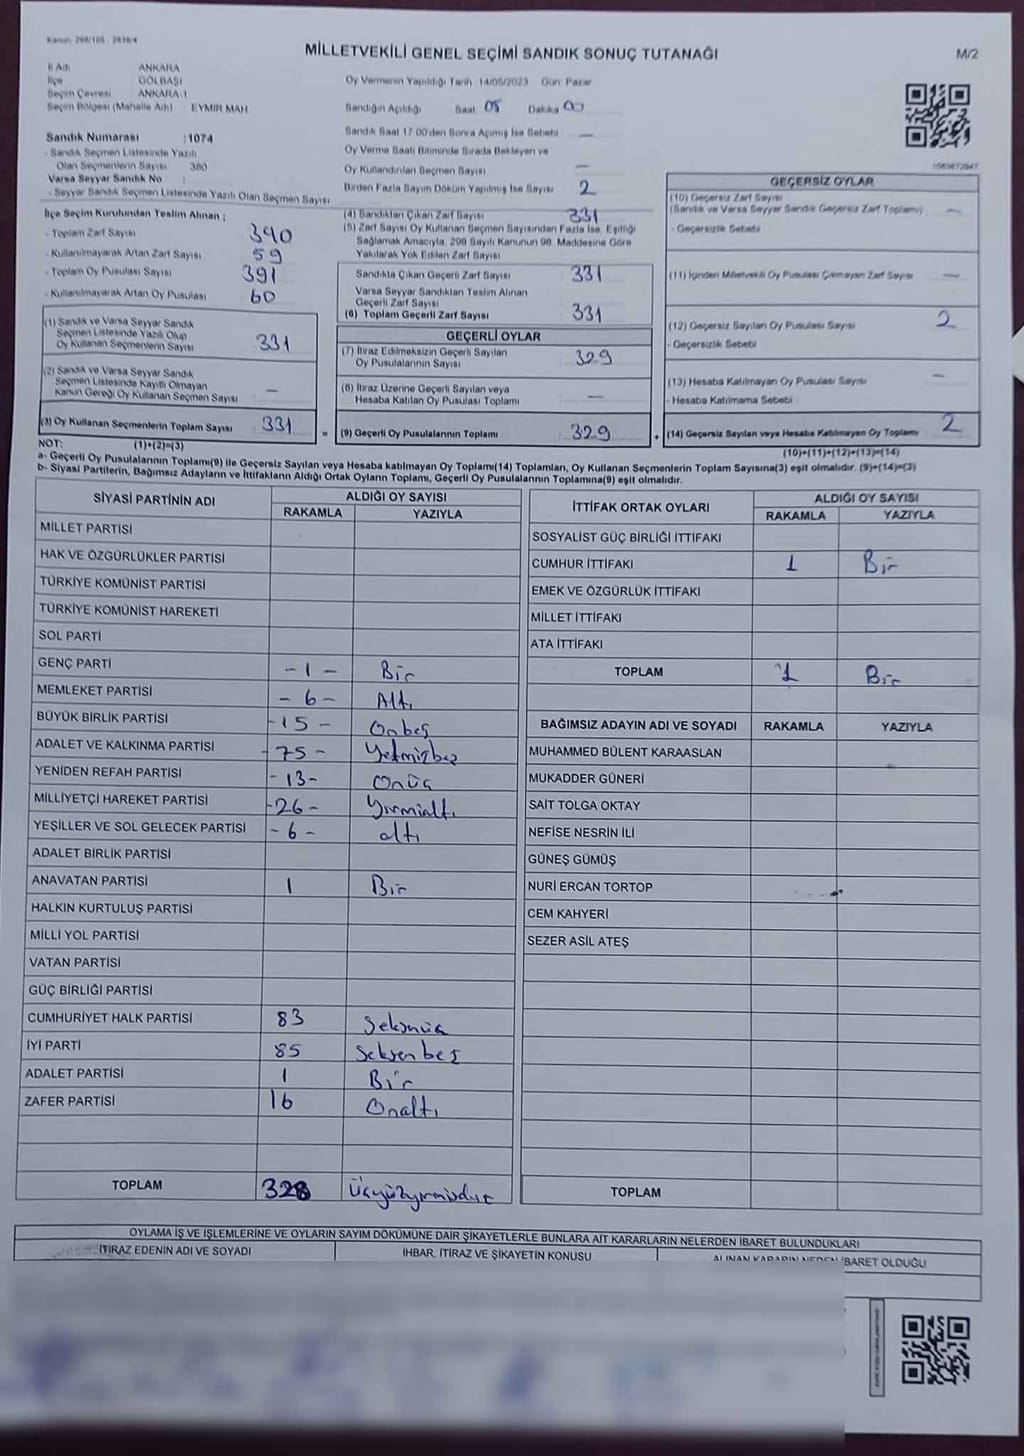 Kanun: 298/105 - 2839/4
MİLLETVEKİLİ GENEL SEÇİMİ SANDIK SONUÇ TUTANAĞI
M/2
İl Adı ANKARA
İlçe GÖLBAŞI
Seçim Çevresi ANKARA-1
Seçim Bölgesi (Mahalle Adı) : EYMİR MAH
Sandık Numarası :1074
- Sandık Seçmen Listesinde Yazılı
Olan Seçmenlerin Sayısı : 380
Varsa Seyyar Sandık No :
- Seyyar Sandık Seçmen Listesinde Yazılı Olan Seçmen Sayısı
Oy Vermenin Yapıldığı Tarih :14/05/2023 Gün: Pazar
Sandığın Açıldığı Saat 05 Dakika 00
Sandık Saat 17:00'den Sonra Açılmış İse Sebebi : —
Oy Verme Saati Bitiminde Sırada Bekleyen ve
Oy Kullandırılan Seçmen Sayısı —
Birden Fazla Sayım Döküm Yapılmış İse Sayısı 2
İlçe Seçim Kurulundan Teslim Alınan ;
- Toplam Zarf Sayısı 390
- Kullanılmayarak Artan Zarf Sayısı 59
- Toplam Oy Pusulası Sayısı 391
- Kullanılmayarak Artan Oy Pusulası 60
(1) Sandık ve Varsa Seyyar Sandık
Seçmen Listesinde Yazılı Olup
Oy Kullanan Seçmenlerin Sayısı 331
(2) Sandık ve Varsa Seyyar Sandık
Seçmen Listesinde Kayıtlı Olmayan
Kanun Gereği Oy Kullanan Seçmen Sayısı —
(3) Oy Kullanan Seçmenlerin Toplam Sayısı 331 =
(4) Sandıktan Çıkan Zarf Sayısı 331
(5) Zarf Sayısı Oy Kullanan Seçmen Sayısından Fazla İse, Eşitliği
Sağlamak Amacıyla, 298 Sayılı Kanunun 98. Maddesine Göre
Yakılarak Yok Edilen Zarf Sayısı
Sandıkta Çıkan Geçerli Zarf Sayısı 331
Varsa Seyyar Sandıktan Teslim Alınan
Geçerli Zarf Sayısı
(6) Toplam Geçerli Zarf Sayısı 331
GEÇERLİ OYLAR
(7) İtiraz Edilmeksizin Geçerli Sayılan
Oy Pusulalarının Sayısı 329
(8) İtiraz Üzerine Geçerli Sayılan veya
Hesaba Katılan Oy Pusulası Toplamı —
(9) Geçerli Oy Pusulalarının Toplamı 329 +
GEÇERSİZ OYLAR
(10) Geçersiz Zarf Sayısı
(Sandık ve Varsa Seyyar Sandık Geçersiz Zarf Toplamı) —
- Geçersizlik Sebebi
(11) İçinden Milletvekili Oy Pusulası Çıkmayan Zarf Sayısı —
(12) Geçersiz Sayılan Oy Pusulası Sayısı 2
- Geçersizlik Sebebi
(13) Hesaba Katılmayan Oy Pusulası Sayısı —
- Hesaba Katılmama Sebebi
(14) Geçersiz Sayılan veya Hesaba Katılmayan Oy Toplamı 2
NOT: (1)+(2)=(3) (10)+(11)+(12)+(13)=(14)
a- Geçerli Oy Pusulalarının Toplamı(9) ile Geçersiz Sayılan veya Hesaba katılmayan Oy Toplamı(14) Toplamları, Oy Kullanan Seçmenlerin Toplam Sayısına(3) eşit olmalıdır. (9)+(14)=(3)
b- Siyasi Partilerin, Bağımsız Adayların ve İttifakların Aldığı Ortak Oyların Toplamı, Geçerli Oy Pusulalarının Toplamına(9) eşit olmalıdır.
SİYASİ PARTİNİN ADI ALDIĞI OY SAYISI
RAKAMLA YAZIYLA
MİLLET PARTİSİ
HAK VE ÖZGÜRLÜKLER PARTİSİ
TÜRKİYE KOMÜNİST PARTİSİ
TÜRKİYE KOMÜNİST HAREKETİ
SOL PARTİ
GENÇ PARTİ -1- Bir
MEMLEKET PARTİSİ -6- Altı
BÜYÜK BİRLİK PARTİSİ -15- Onbeş
ADALET VE KALKINMA PARTİSİ -75- Yetmişbeş
YENİDEN REFAH PARTİSİ -13- Onüç
MİLLİYETÇİ HAREKET PARTİSİ -26- Yirmialtı
YEŞİLLER VE SOL GELECEK PARTİSİ -6- altı
ADALET BİRLİK PARTİSİ
ANAVATAN PARTİSİ 1 Bir
HALKIN KURTULUŞ PARTİSİ
MİLLİ YOL PARTİSİ
VATAN PARTİSİ
GÜÇ BİRLİĞİ PARTİSİ
CUMHURİYET HALK PARTİSİ 83 Seksnüç
İYİ PARTİ 85 Seksenbeş
ADALET PARTİSİ 1 Bir
ZAFER PARTİSİ 16 Onaltı
TOPLAM 328
İTTİFAK ORTAK OYLARI ALDIĞI OY SAYISI
RAKAMLA YAZIYLA
SOSYALİST GÜÇ BİRLİĞİ İTTİFAKI
CUMHUR İTTİFAKI 1 Bir
EMEK VE ÖZGÜRLÜK İTTİFAKI
MİLLET İTTİFAKI
ATA İTTİFAKI
TOPLAM 1 Bir
BAĞIMSIZ ADAYIN ADI VE SOYADI RAKAMLA YAZIYLA
MUHAMMED BÜLENT KARAASLAN
MUKADDER GÜNERİ
SAİT TOLGA OKTAY
NEFİSE NESRİN İLİ
GÜNEŞ GÜMÜŞ
NURİ ERCAN TORTOP
CEM KAHYERİ
SEZER ASİL ATEŞ
TOPLAM
OYLAMA İŞ VE İŞLEMLERİNE VE OYLARIN SAYIM DÖKÜMÜNE DAİR ŞİKAYETLERLE BUNLARA AİT KARARLARIN NELERDEN İBARET BULUNDUKLARI
İTİRAZ EDENİN ADI VE SOYADI İHBAR, İTİRAZ VE ŞİKAYETİN KONUSU ALINAN KARARIN NEDEN İBARET OLDUĞU